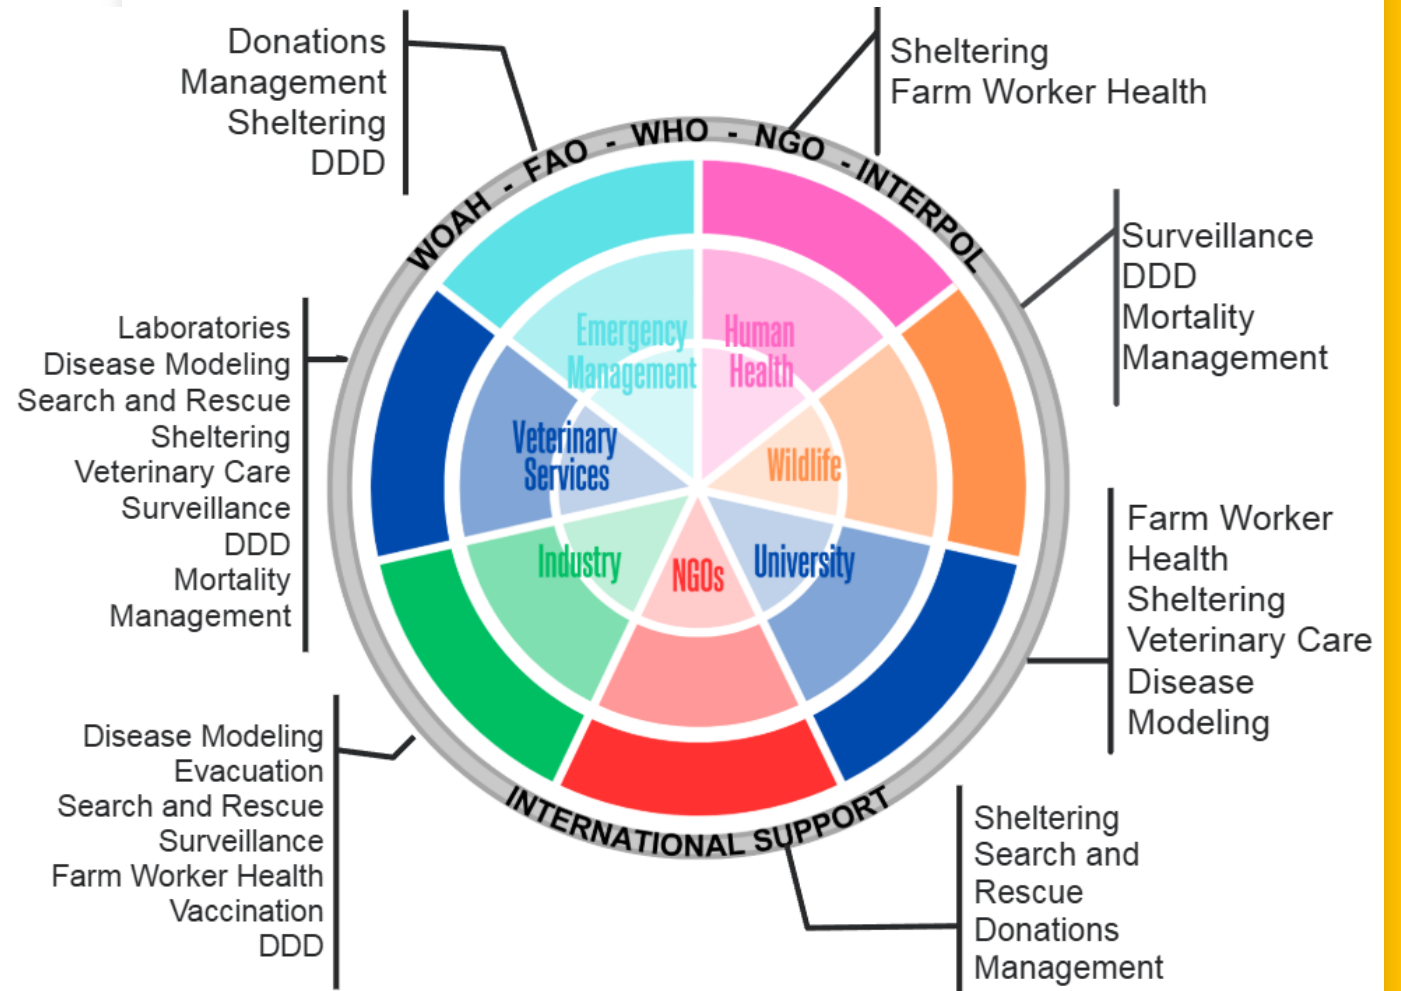 Donations
Management
Sheltering
DDD
Sheltering
Farm Worker Health
WOAH - FAO - WHO - NGO - INTERPOL
Surveillance
DDD
Mortality
Management
Laboratories
Disease Modeling
Search and Rescue
Sheltering
Veterinary Care
Surveillance
DDD
Mortality
Management
Emergency
Management
Human
Health
Veterinary
Services
Wildlife
Industry
NGOs
University
Farm Worker
Health
Sheltering
Veterinary Care
Disease
Modeling
Disease Modeling
Evacuation
Search and Rescue
Surveillance
Farm Worker Health
Vaccination
DDD
INTERNATIONAL SUPPORT
Sheltering
Search and
Rescue
Donations
Management